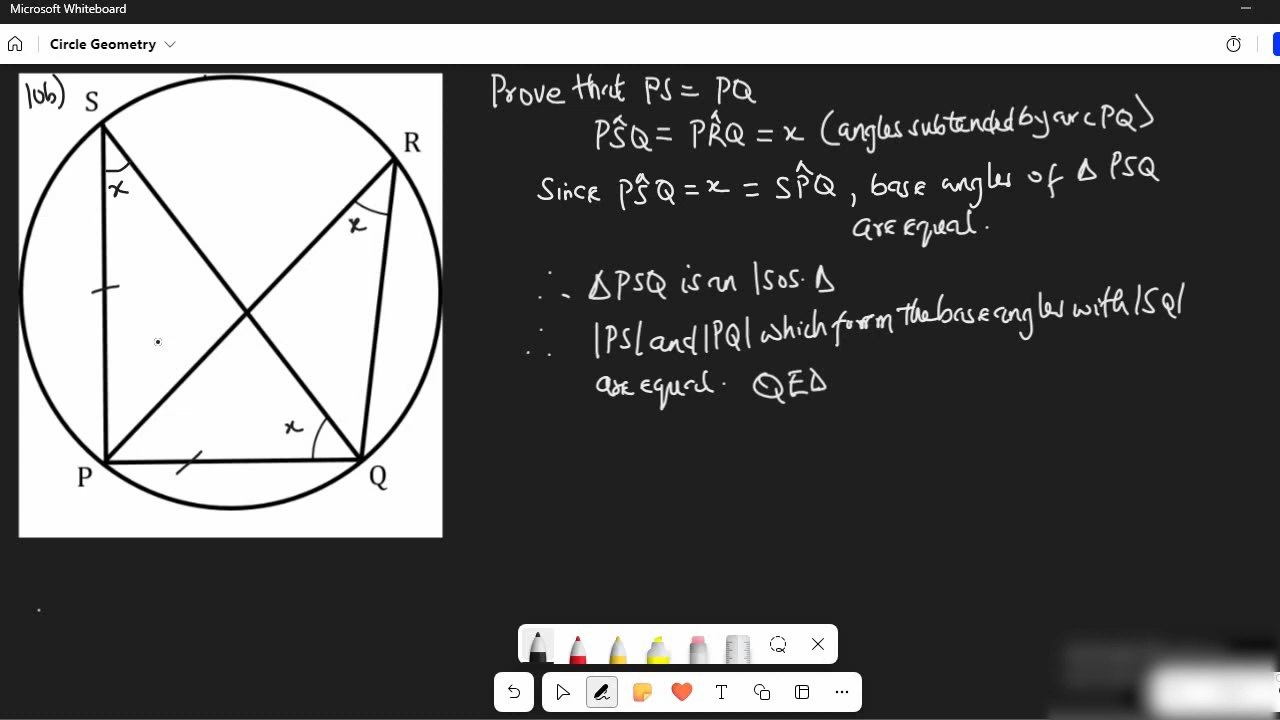 Microsoft Whiteboard
Circle Geometry
10b)
S
R
x
x
x
P
Q
Prove that PS = PQ
PŜQ = PR̂Q = x (angles subtended by arc PQ)
Since PŜQ = x = SP̂Q, base angles of Δ PSQ
are equal.
∴ ΔPSQ is an Isos. Δ
∴ |PS| and |PQ| which form the base angles with |SQ|
are equal. QEΔ
T